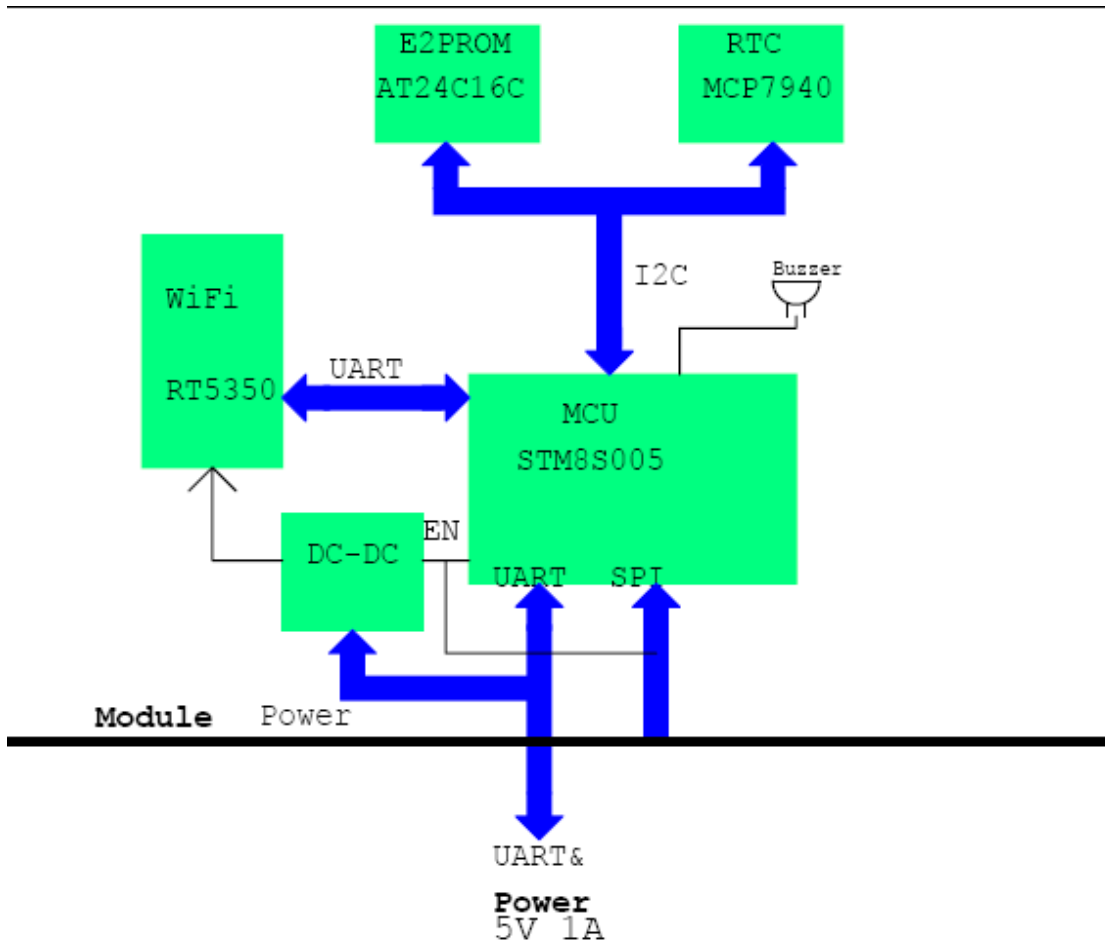 E2PROM
AT24C16C
RTC
MCP7940
I2C
Buzzer
WiFi
RT5350
UART
MCU
STM8S005
EN
DC-DC
UART SPI
Module Power
UART&
Power
5V 1A